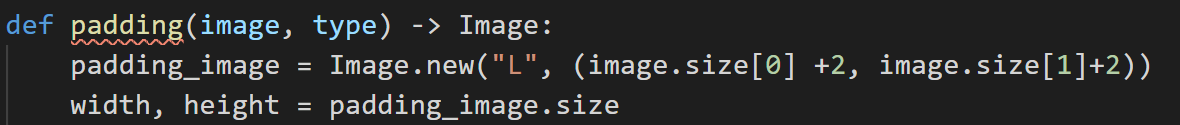 def padding(image, type) -> Image:
    padding_image = Image.new("L", (image.size[0] +2, image.size[1]+2))
    width, height = padding_image.size